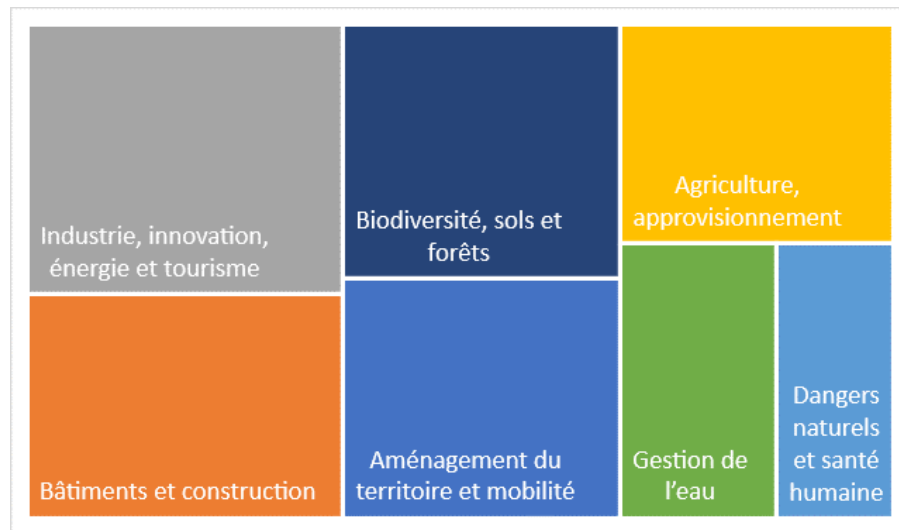 Industrie, innovation,
énergie et tourisme
Biodiversité, sols et
forêts
Agriculture,
approvisionnement
Bâtiments et construction
Aménagement du
territoire et mobilité
Gestion de
l'eau
Dangers
naturels
et santé
humaine